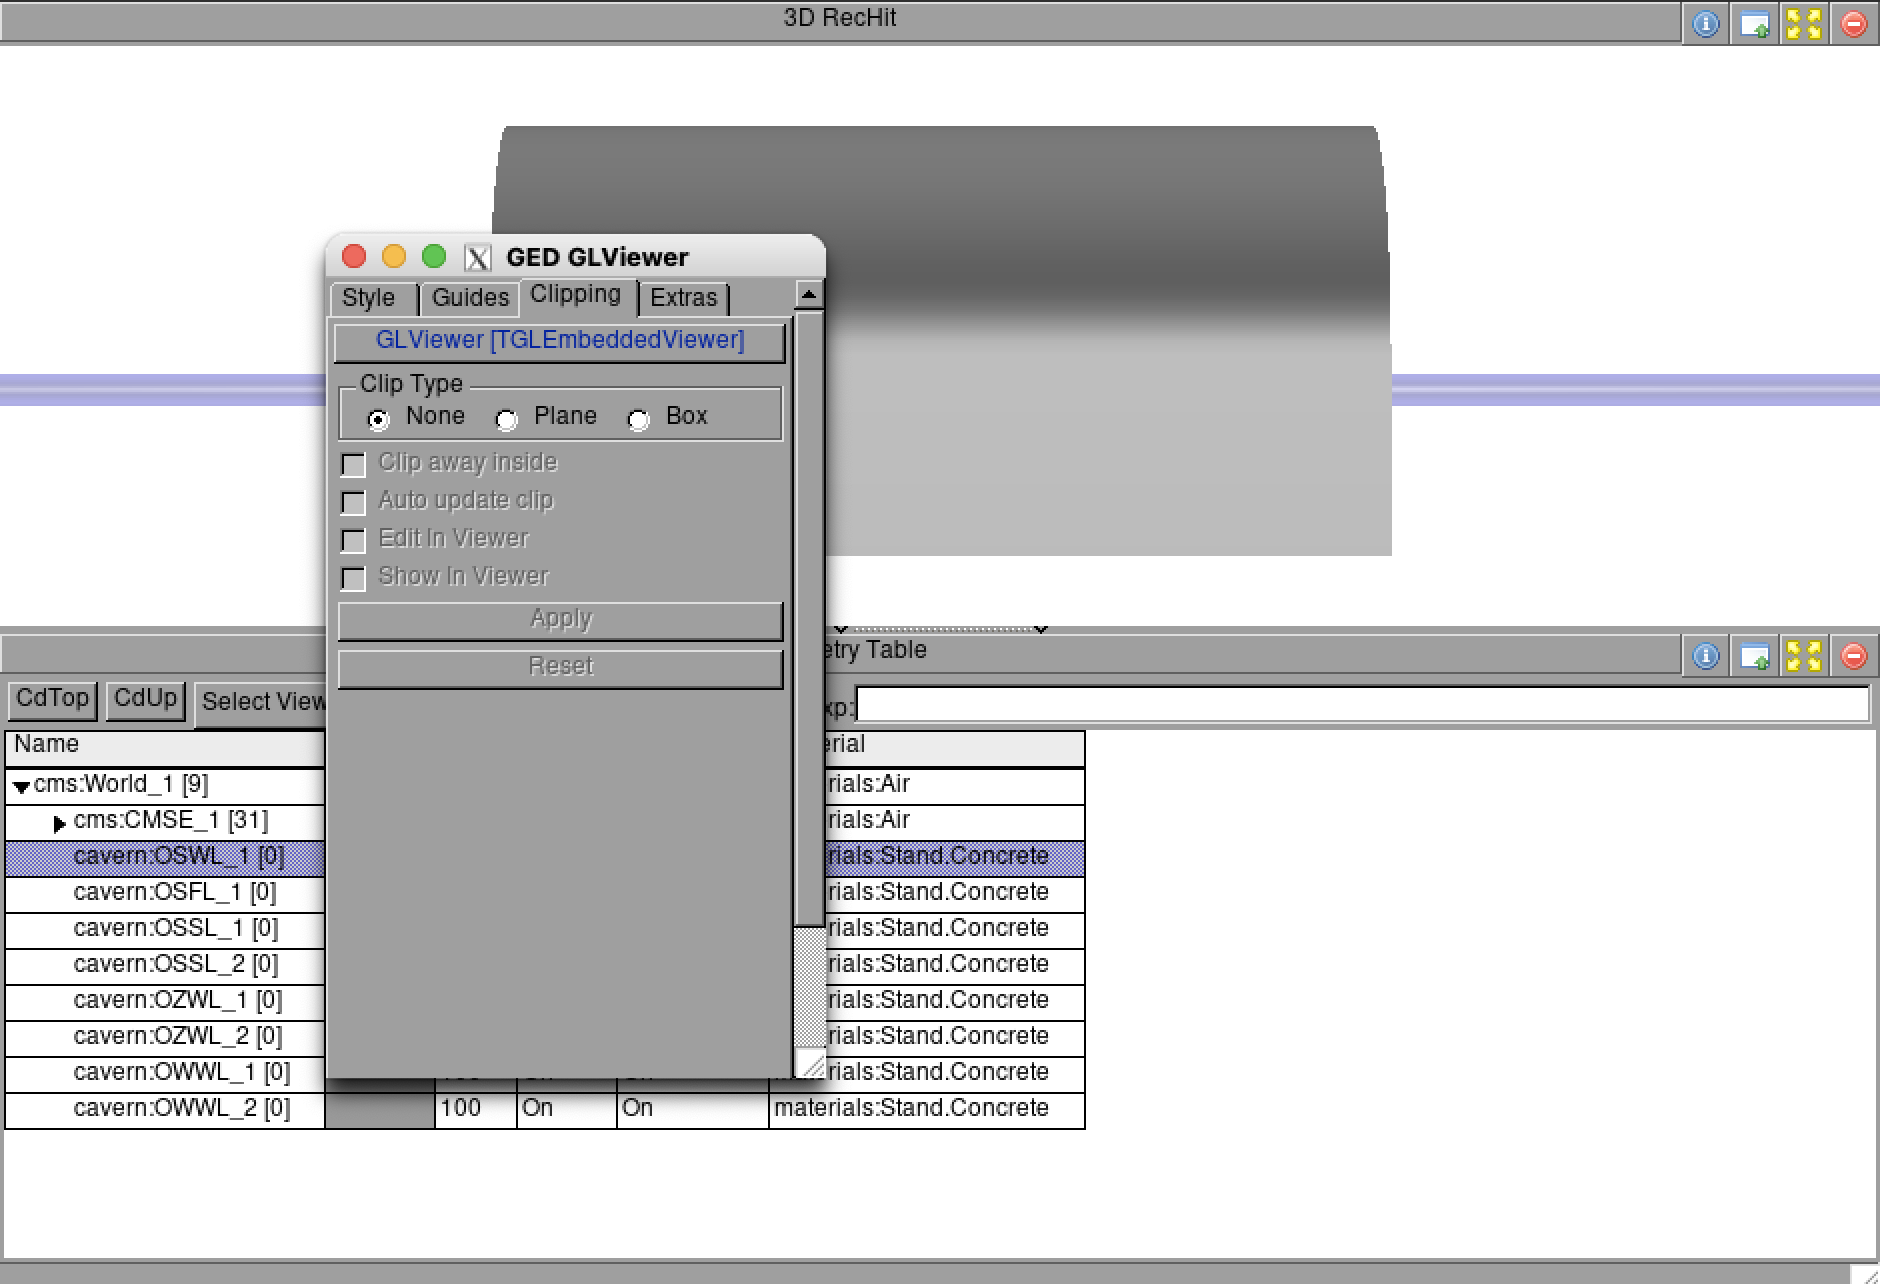 3D RecHit
GED GLViewer
Style Guides Clipping Extras
GLViewer [TGLEmbeddedViewer]
Clip Type
None Plane Box
Clip away inside
Auto update clip
Edit In Viewer
Show In Viewer
Apply
Reset
etry Table
CdTop CdUp Select View xp:
Name erial
cms:World_1 [9] rials:Air
cms:CMSE_1 [31] rials:Air
cavern:OSWL_1 [0] rials:Stand.Concrete
cavern:OSFL_1 [0] rials:Stand.Concrete
cavern:OSSL_1 [0] rials:Stand.Concrete
cavern:OSSL_2 [0] rials:Stand.Concrete
cavern:OZWL_1 [0] rials:Stand.Concrete
cavern:OZWL_2 [0] rials:Stand.Concrete
cavern:OWWL_1 [0] rials:Stand.Concrete
cavern:OWWL_2 [0] 100 On On materials:Stand.Concrete